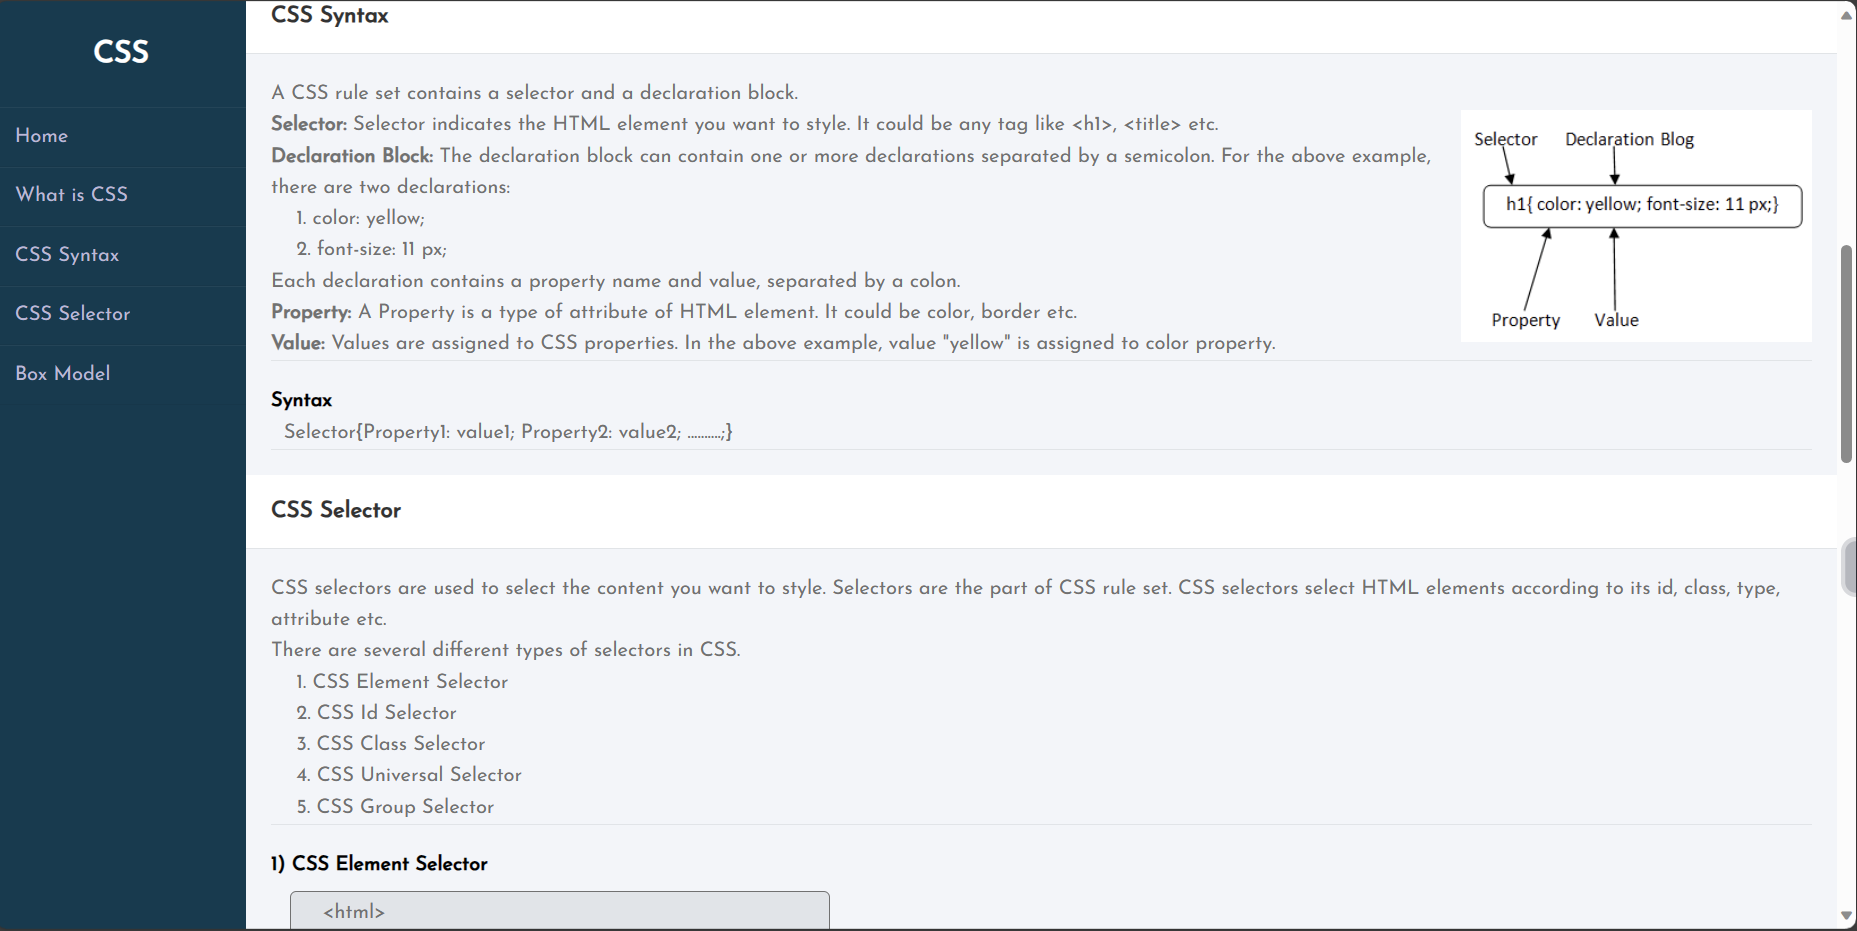 CSS
Home
What is CSS
CSS Syntax
CSS Selector
Box Model
CSS Syntax
A CSS rule set contains a selector and a declaration block.
Selector: Selector indicates the HTML element you want to style. It could be any tag like <h1>, <title> etc.
Declaration Block: The declaration block can contain one or more declarations separated by a semicolon. For the above example,
there are two declarations:
1. color: yellow;
2. font-size: 11 px;
Each declaration contains a property name and value, separated by a colon.
Property: A Property is a type of attribute of HTML element. It could be color, border etc.
Value: Values are assigned to CSS properties. In the above example, value "yellow" is assigned to color property.
Selector Declaration Blog
h1{ color: yellow; font-size: 11 px;}
Property Value
Syntax
Selector{Property1: value1; Property2: value2; ..........;}
CSS Selector
CSS selectors are used to select the content you want to style. Selectors are the part of CSS rule set. CSS selectors select HTML elements according to its id, class, type,
attribute etc.
There are several different types of selectors in CSS.
1. CSS Element Selector
2. CSS Id Selector
3. CSS Class Selector
4. CSS Universal Selector
5. CSS Group Selector
1) CSS Element Selector
<html>